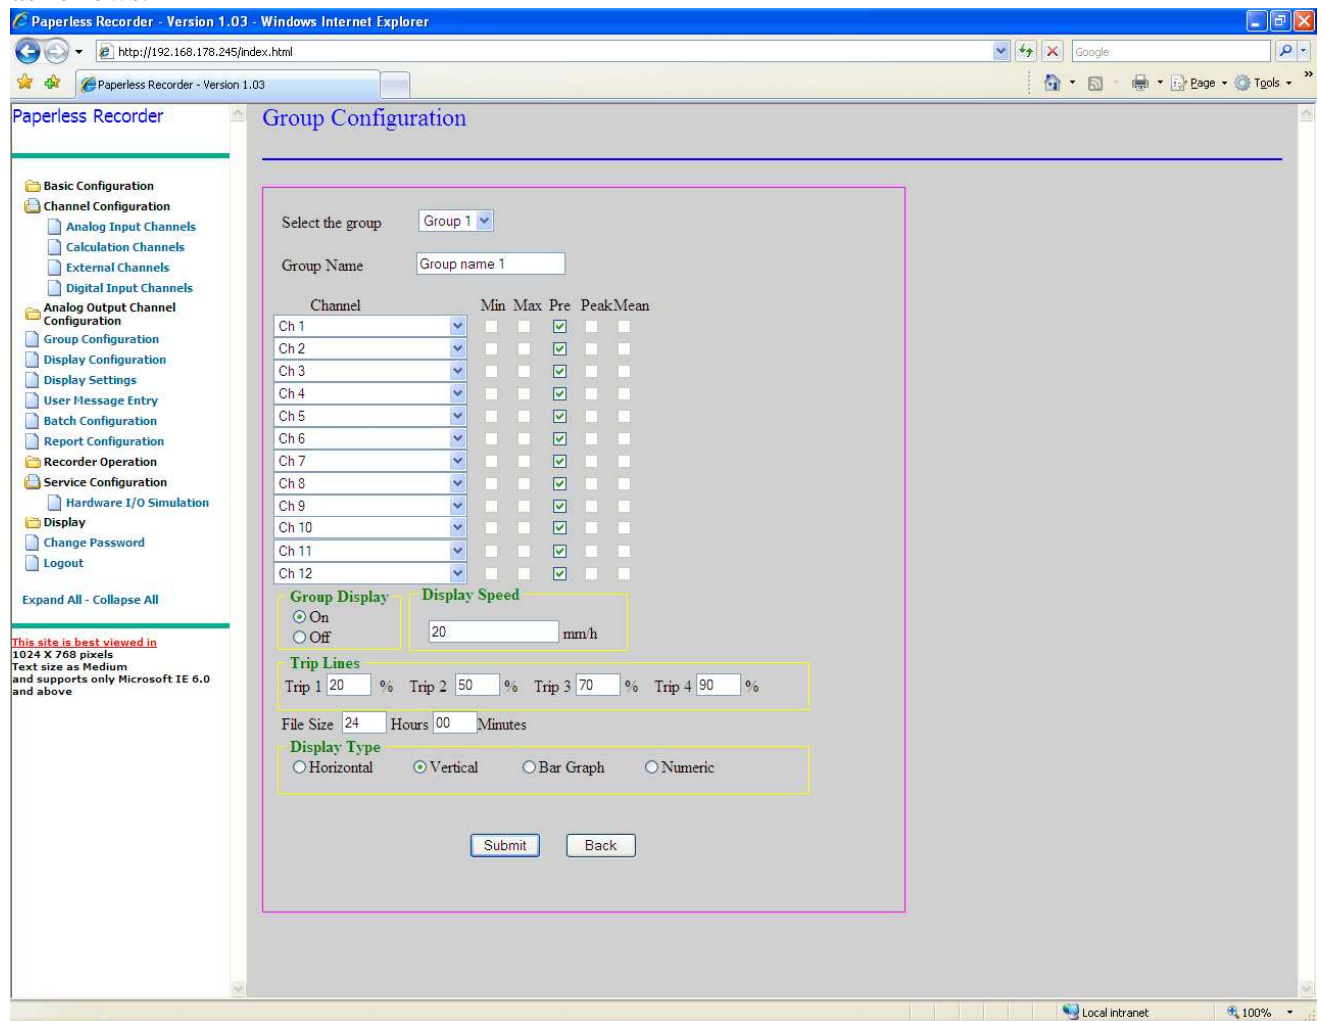 Paperless Recorder - Version 1.03 - Windows Internet Explorer
http://192.168.178.245/index.html
Google
Paperless Recorder - Version 1.03
Page
Tools
»
Paperless Recorder
Basic Configuration
Channel Configuration
Analog Input Channels
Calculation Channels
External Channels
Digital Input Channels
Analog Output Channel
Configuration
Group Configuration
Display Configuration
Display Settings
User Message Entry
Batch Configuration
Report Configuration
Recorder Operation
Service Configuration
Hardware I/O Simulation
Display
Change Password
Logout
Expand All - Collapse All
This site is best viewed in
1024 X 768 pixels
Text size as Medium
and supports only Microsoft IE 6.0
and above
Group Configuration
Select the group Group 1
Group Name Group name 1
Channel Min Max Pre Peak Mean
Ch 1
Ch 2
Ch 3
Ch 4
Ch 5
Ch 6
Ch 7
Ch 8
Ch 9
Ch 10
Ch 11
Ch 12
Group Display
On
Off
Display Speed
20 mm/h
Trip Lines
Trip 1 20 % Trip 2 50 % Trip 3 70 % Trip 4 90 %
File Size 24 Hours 00 Minutes
Display Type
Horizontal Vertical Bar Graph Numeric
Submit Back
Local intranet 100%